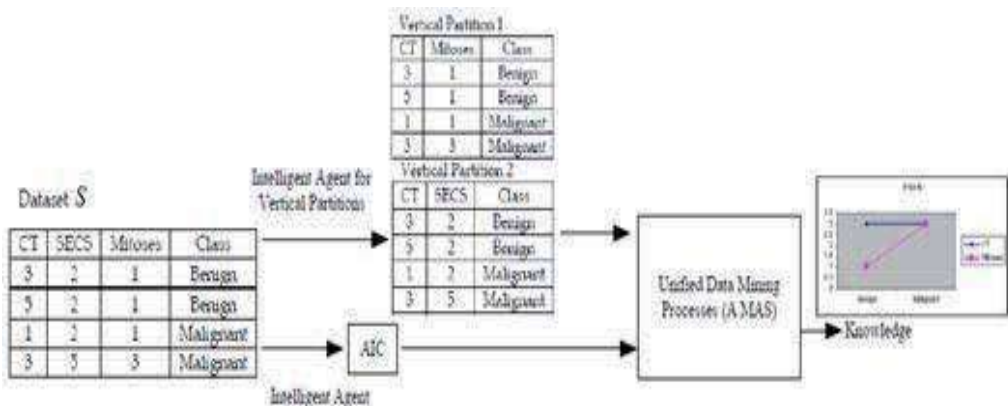 Vertical Partition 1
CT Mitoses Class
3 1 Benign
5 1 Benign
1 1 Malignant
3 3 Malignant
Vertical Partition 2
CT SECS Class
3 2 Benign
5 2 Benign
1 2 Malignant
3 5 Malignant
Intelligent Agent for
Vertical Partitions
Dataset S
CT SECS Mitoses Class
3 2 1 Benign
5 2 1 Benign
1 2 1 Malignant
3 5 3 Malignant
AIC
Intelligent Agent
Unified Data Mining
Processes (A MAS)
CT
Mitoses
Knowledge